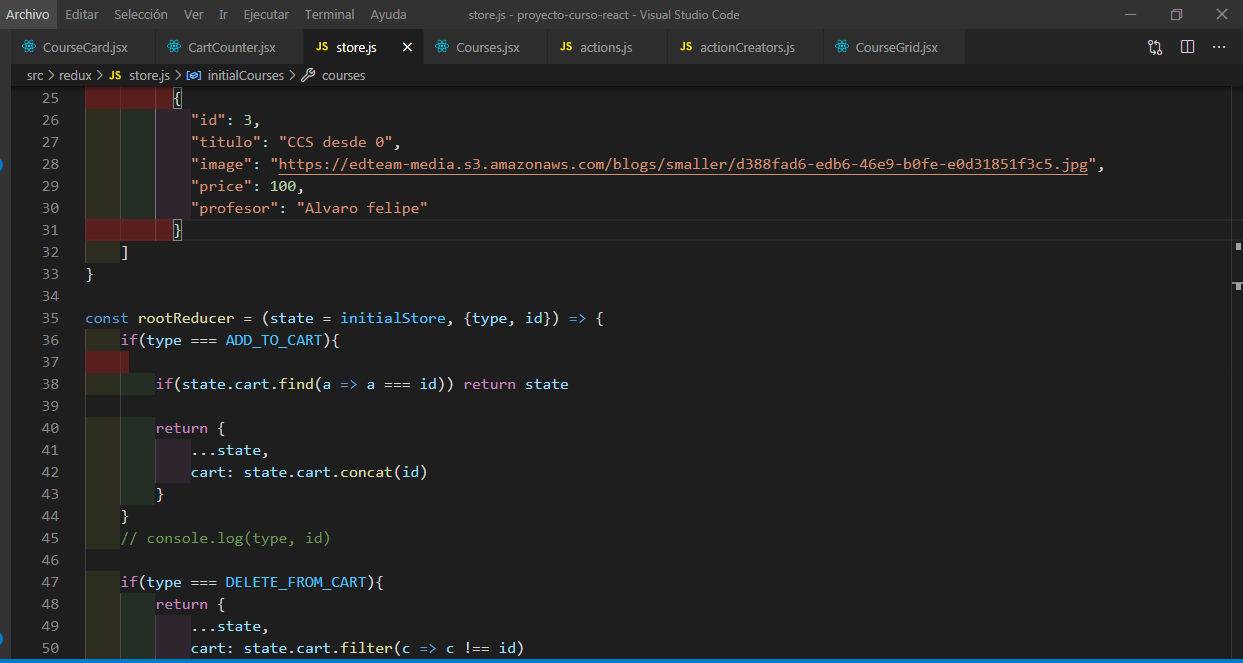 Archivo Editar Selección Ver Ir Ejecutar Terminal Ayuda store.js - proyecto-curso-react - Visual Studio Code
CourseCard.jsx CartCounter.jsx JS store.js Courses.jsx JS actions.js JS actionCreators.js CourseGrid.jsx
src > redux > JS store.js > initialCourses > courses
25 {
26 "id": 3,
27 "titulo": "CCS desde 0",
28 "image": "https://edteam-media.s3.amazonaws.com/blogs/smaller/d388fad6-edb6-46e9-b0fe-e0d31851f3c5.jpg",
29 "price": 100,
30 "profesor": "Alvaro felipe"
31 }
32 ]
33 }
34
35 const rootReducer = (state = initialStore, {type, id}) => {
36 if(type === ADD_TO_CART){
37
38 if(state.cart.find(a => a === id)) return state
39
40 return {
41 ...state,
42 cart: state.cart.concat(id)
43 }
44 }
45 // console.log(type, id)
46
47 if(type === DELETE_FROM_CART){
48 return {
49 ...state,
50 cart: state.cart.filter(c => c !== id)